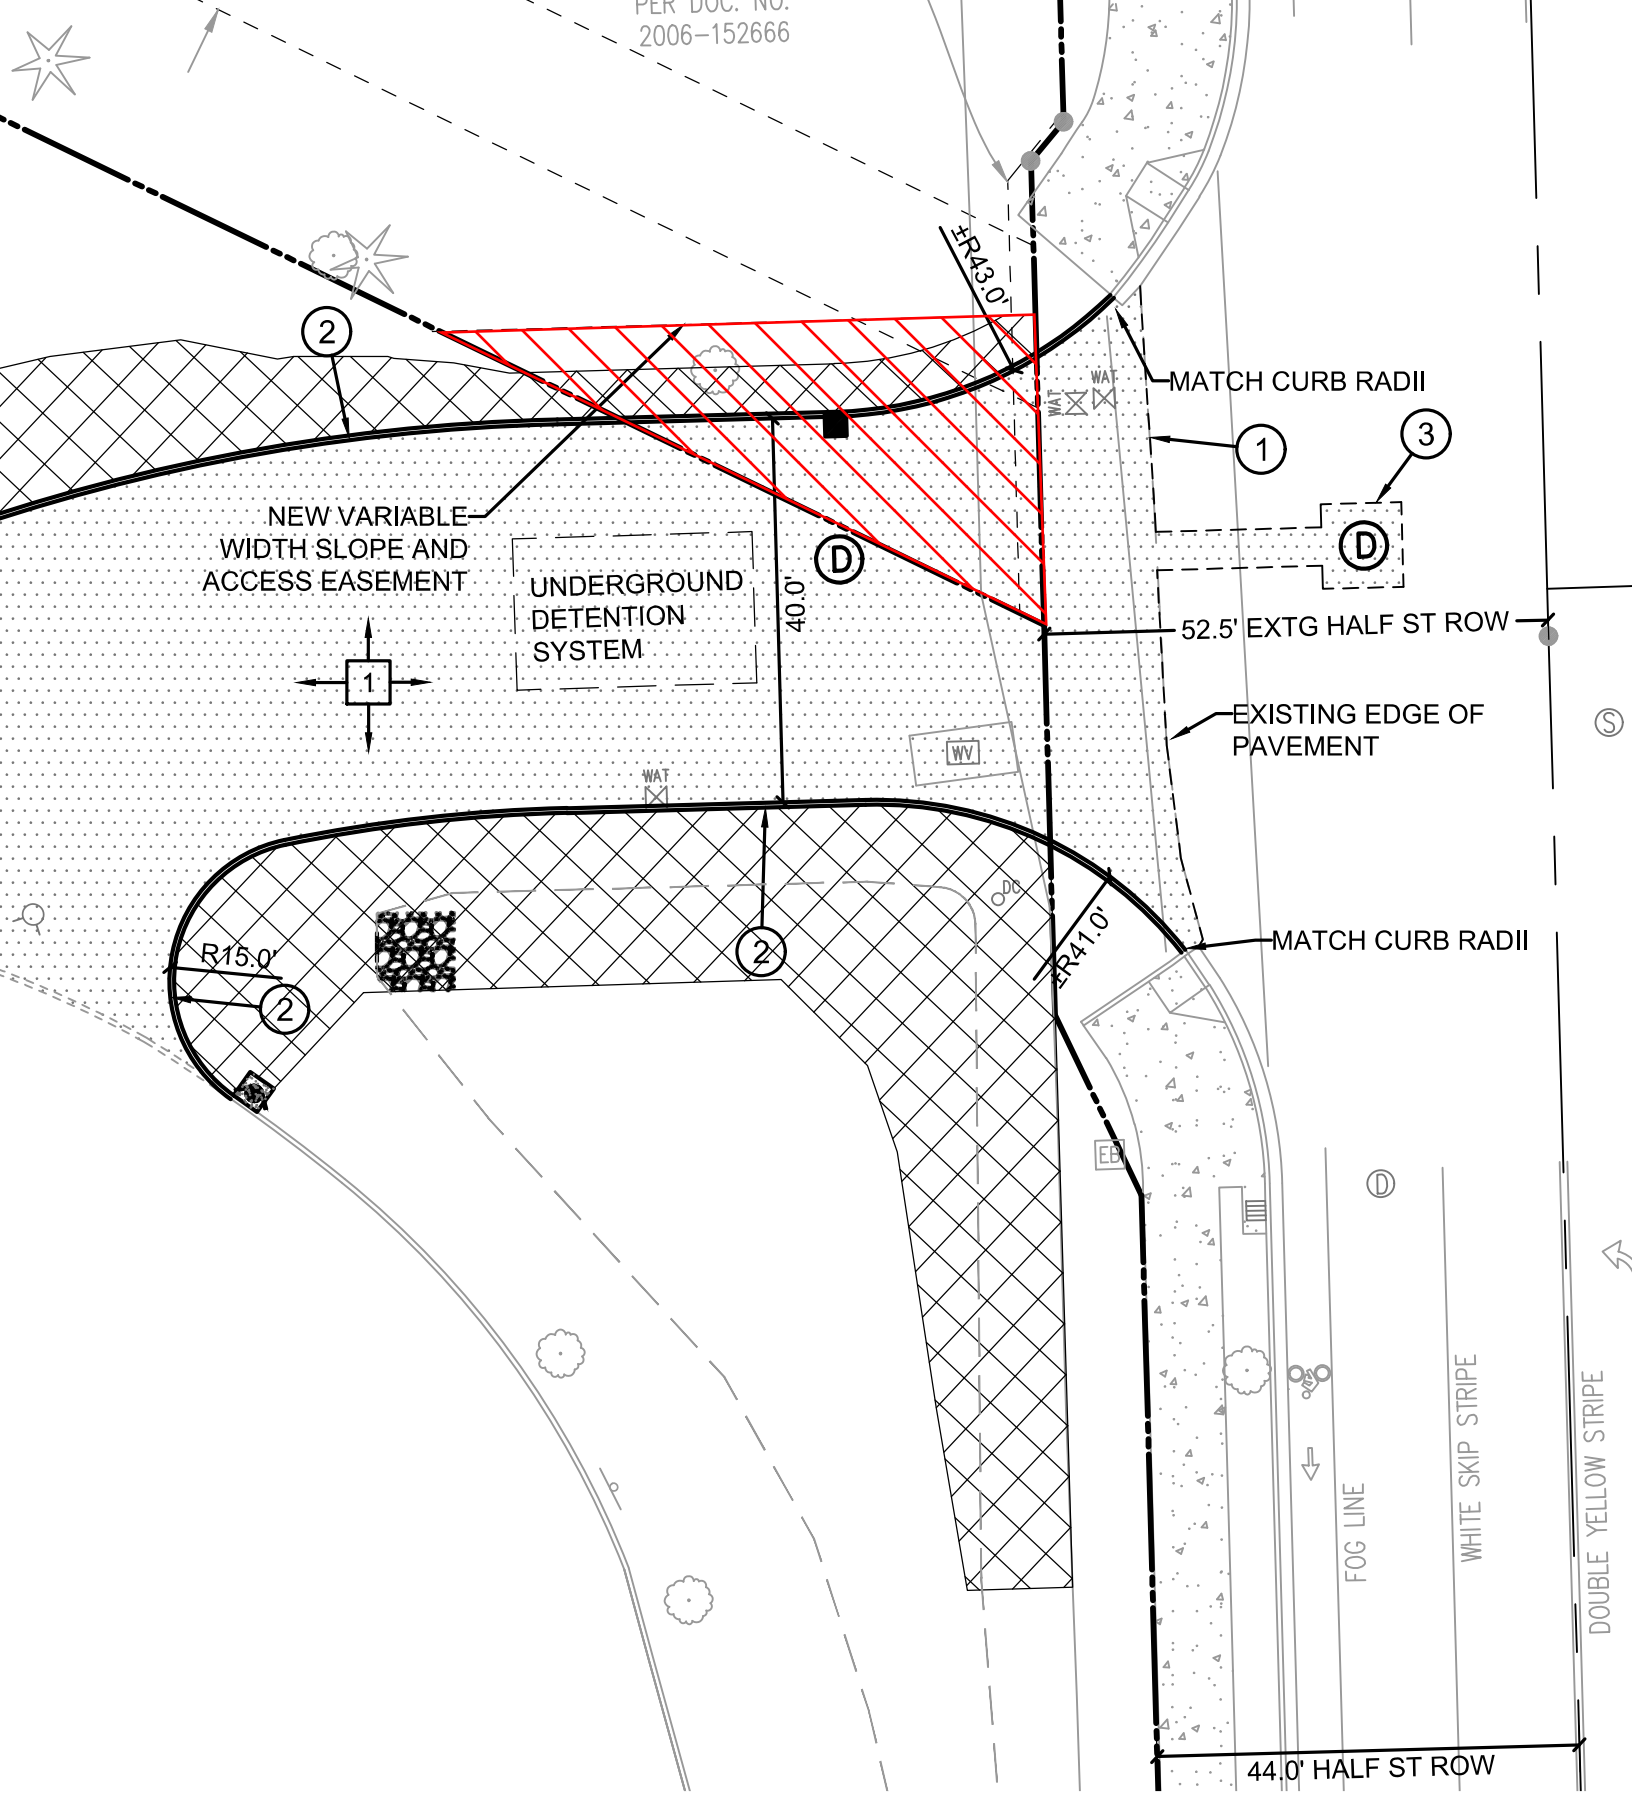 PER DOC. NO.
2006-152666
±R43.0'
2
MATCH CURB RADII
WAT
WAT
1
3
NEW VARIABLE
WIDTH SLOPE AND
ACCESS EASEMENT
UNDERGROUND
DETENTION
SYSTEM
D
D
40.0'
52.5' EXTG HALF ST ROW
1
EXISTING EDGE OF
PAVEMENT
S
WV
WAT
DC
2
±R41.0'
MATCH CURB RADII
R15.0'
2
EB
D
FOG LINE
WHITE SKIP STRIPE
DOUBLE YELLOW STRIPE
44.0' HALF ST ROW